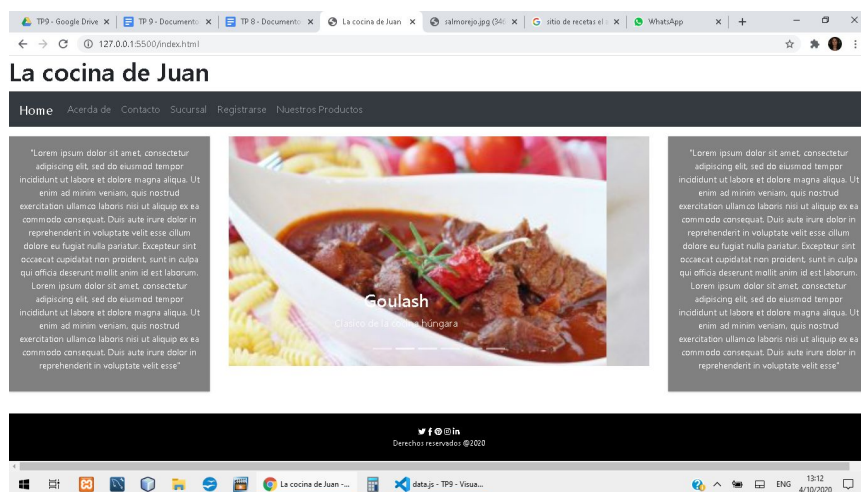 TP9 - Google Drive
TP 9 - Documento
TP 8 - Documento
La cocina de Juan
salmorejo.jpg (34
sitio de recetas el
WhatsApp
127.0.0.1:5500/index.html
La cocina de Juan
Home Acerda de Contacto Sucursal Registrarse Nuestros Productos
"Lorem ipsum dolor sit amet, consectetur
adipiscing elit, sed do eiusmod tempor
incididunt ut labore et dolore magna aliqua. Ut
enim ad minim veniam, quis nostrud
exercitation ullamco laboris nisi ut aliquip ex ea
commodo consequat. Duis aute irure dolor in
reprehenderit in voluptate velit esse cillum
dolore eu fugiat nulla pariatur. Excepteur sint
occaecat cupidatat non proident, sunt in culpa
qui officia deserunt mollit anim id est laborum.
Lorem ipsum dolor sit amet, consectetur
adipiscing elit, sed do eiusmod tempor
incididunt ut labore et dolore magna aliqua. Ut
enim ad minim veniam, quis nostrud
exercitation ullamco laboris nisi ut aliquip ex ea
commodo consequat. Duis aute irure dolor in
reprehenderit in voluptate velit esse"
Goulash
Clásico de la cocina húngara
"Lorem ipsum dolor sit amet, consectetur
adipiscing elit, sed do eiusmod tempor
incididunt ut labore et dolore magna aliqua. Ut
enim ad minim veniam, quis nostrud
exercitation ullamco laboris nisi ut aliquip ex ea
commodo consequat. Duis aute irure dolor in
reprehenderit in voluptate velit esse cillum
dolore eu fugiat nulla pariatur. Excepteur sint
occaecat cupidatat non proident, sunt in culpa
qui officia deserunt mollit anim id est laborum.
Lorem ipsum dolor sit amet, consectetur
adipiscing elit, sed do eiusmod tempor
incididunt ut labore et dolore magna aliqua. Ut
enim ad minim veniam, quis nostrud
exercitation ullamco laboris nisi ut aliquip ex ea
commodo consequat. Duis aute irure dolor in
reprehenderit in voluptate velit esse"
Derechos reservados @2020
La cocina de Juan -...
data.js - TP9 - Visua...
ENG
13:12
4/10/2020